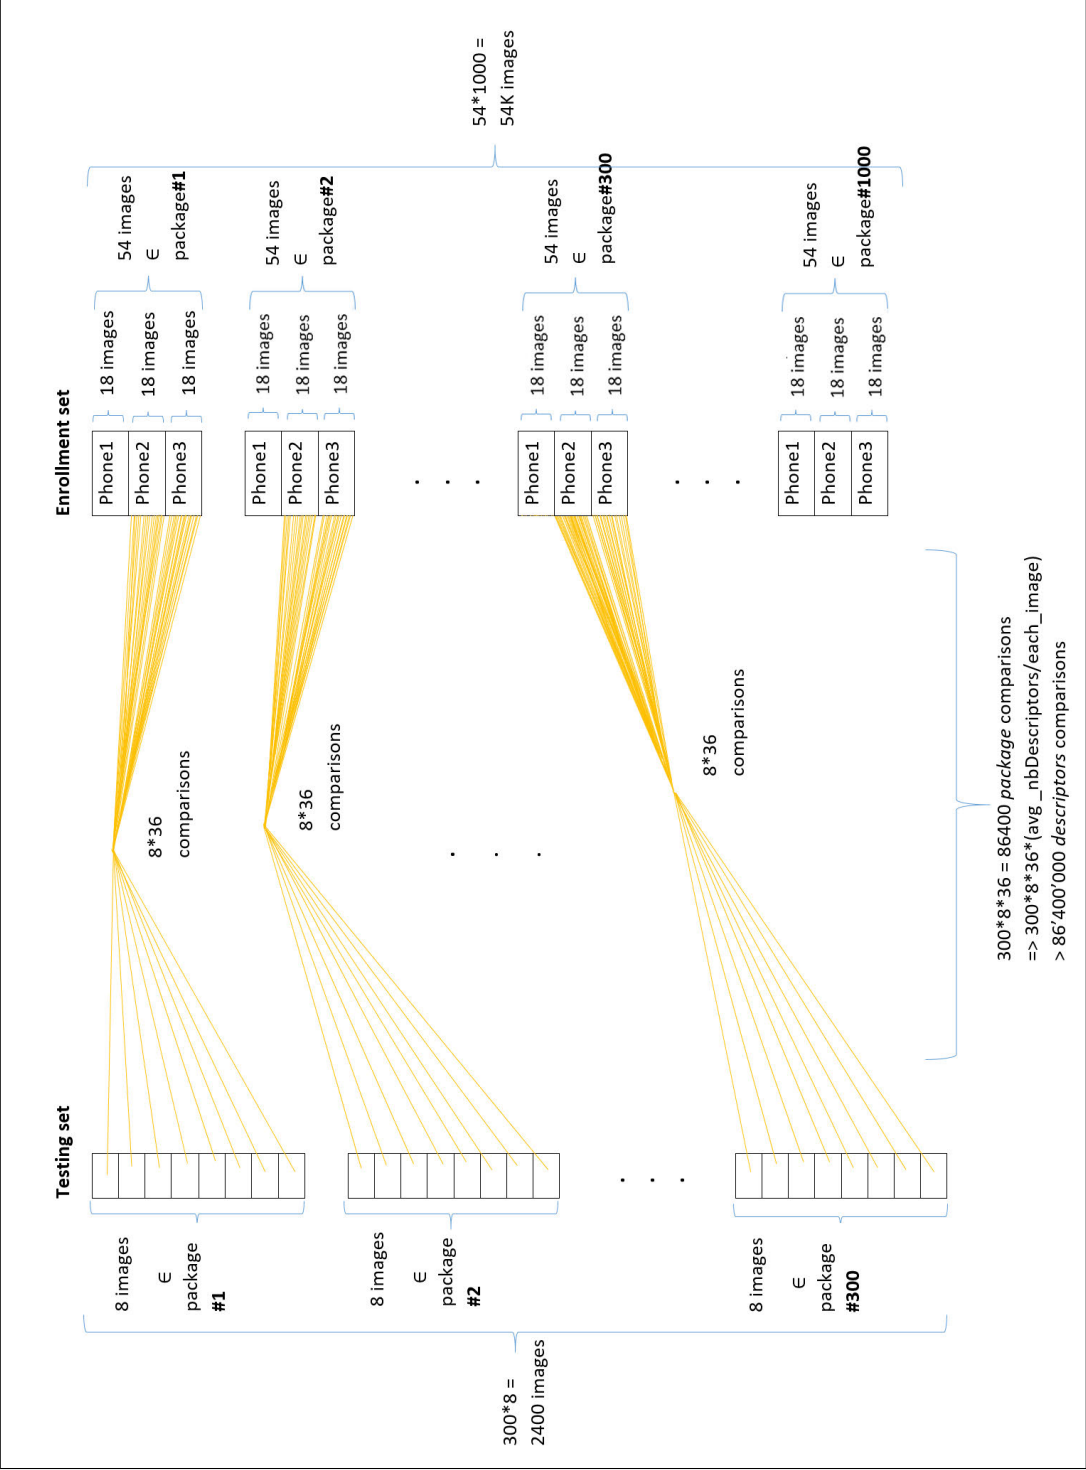 Testing set
Enrollment set
300*8 =
2400 images
8 images
∈
package
#1
8*36
comparisons
Phone1
Phone2
Phone3
18 images
18 images
18 images
54 images
∈
package#1
8 images
∈
package
#2
8*36
comparisons
Phone1
Phone2
Phone3
18 images
18 images
18 images
54 images
∈
package#2
. . .
. . .
. . .
8 images
∈
package
#300
8*36
comparisons
Phone1
Phone2
Phone3
18 images
18 images
18 images
54 images
∈
package#300
. . .
Phone1
Phone2
Phone3
18 images
18 images
18 images
54 images
∈
package#1000
54*1000 =
54K images
300*8*36 = 86400 package comparisons
=> 300*8*36*(avg_nbDescriptors/each_image)
> 86’400’000 descriptors comparisons